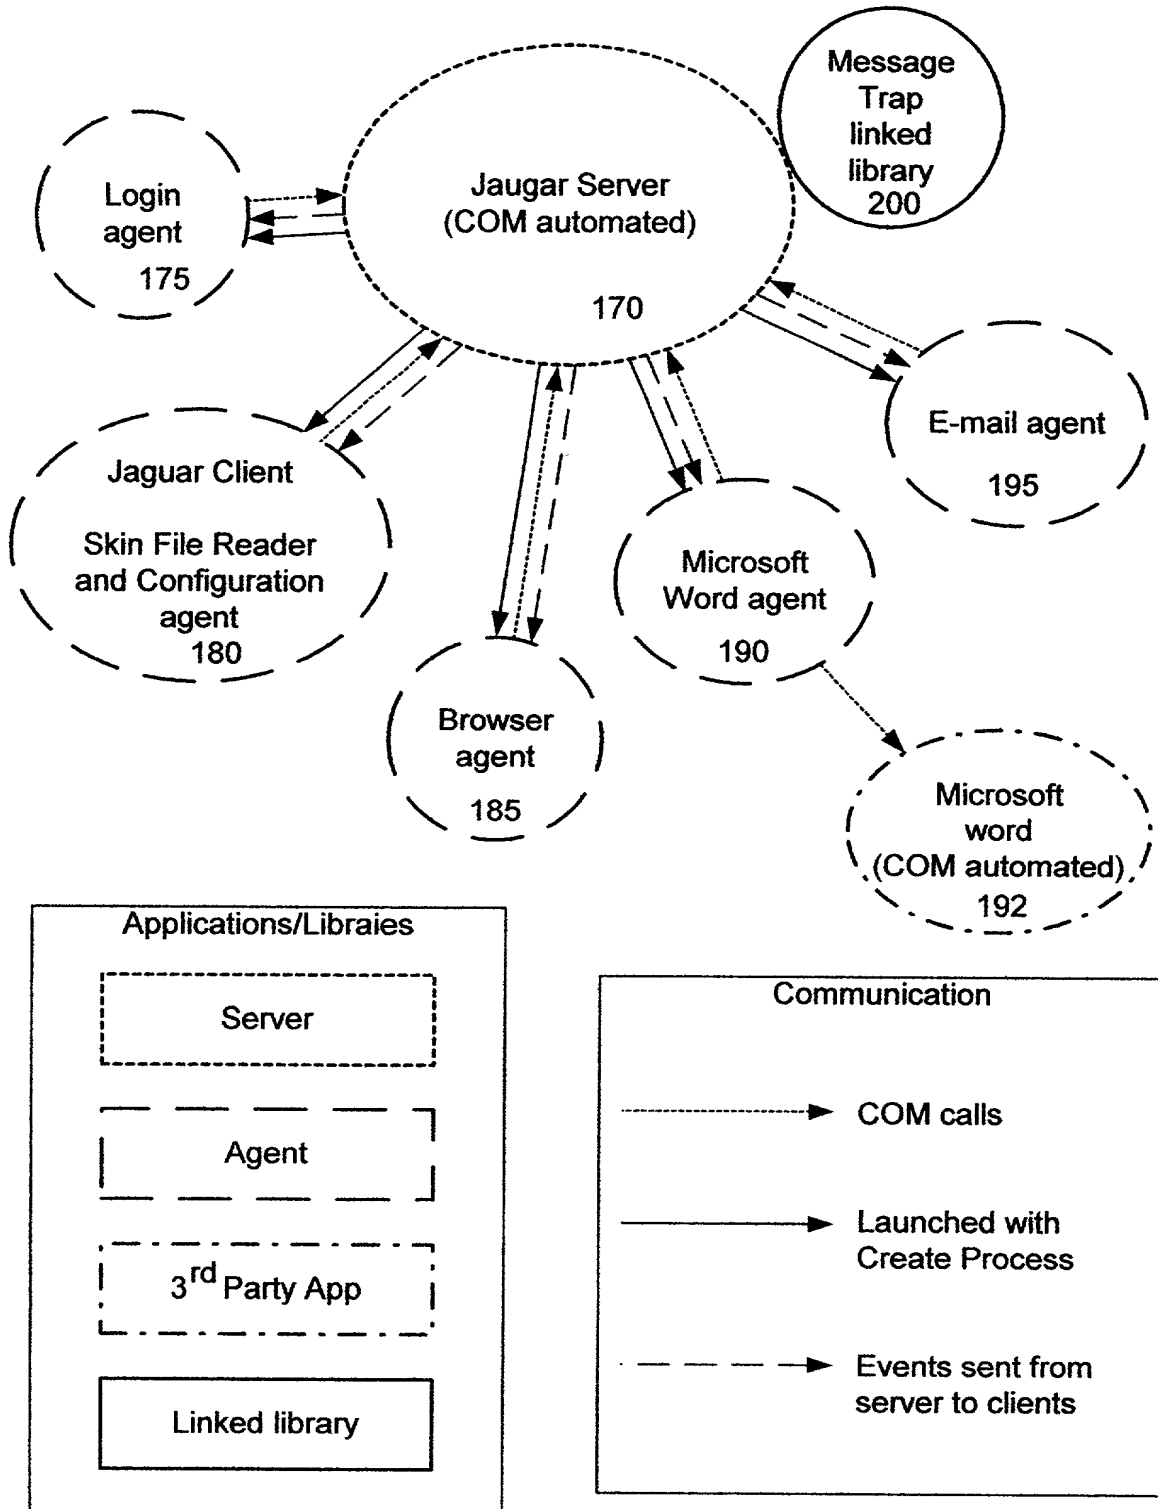 Message
Trap
linked
library
200
Jaugar Server
(COM automated)
170
Login
agent
175
E-mail agent
195
Jaguar Client
Skin File Reader
and Configuration
agent
180
Microsoft
Word agent
190
Browser
agent
185
Microsoft
word
(COM automated)
192
Applications/Libraies
Server
Agent
3rd Party App
Linked library
Communication
COM calls
Launched with
Create Process
Events sent from
server to clients